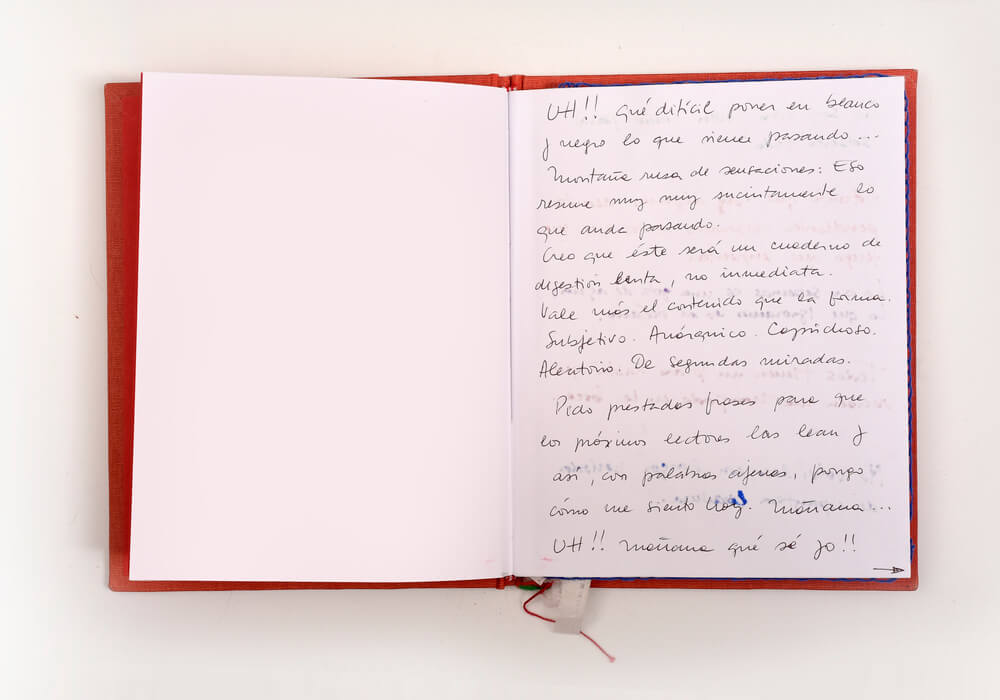 UH!! qué difícil poner en blanco
y negro lo que viene pasando...
Montaña rusa de sensaciones: Eso
resume muy muy sucintamente lo
que anda pasando.
Creo que éste será un cuaderno de
digestión lenta, no inmediata.
Vale más el contenido que la forma.
Subjetivo. Anárquico. Caprichoso.
Aleatorio. De segundas miradas.
Pido prestadas frases para que
los próximos lectores las lean y
así, con palabras ajenas, pongo
cómo me siento hoy. Mañana...
UH!! Mañana qué sé yo!!